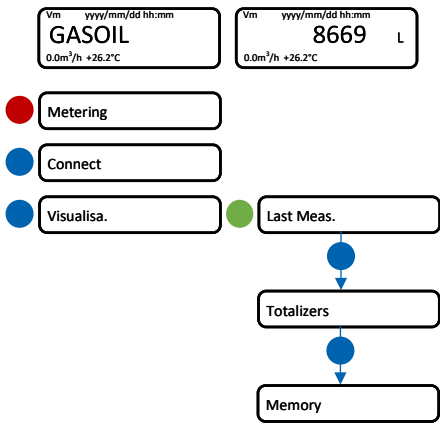 Vm yyyy/mm/dd hh:mm
GASOIL
0.0m³/h +26.2°C
Vm yyyy/mm/dd hh:mm
8669 L
0.0m³/h +26.2°C
Metering
Connect
Visualisa.
Last Meas.
Totalizers
Memory